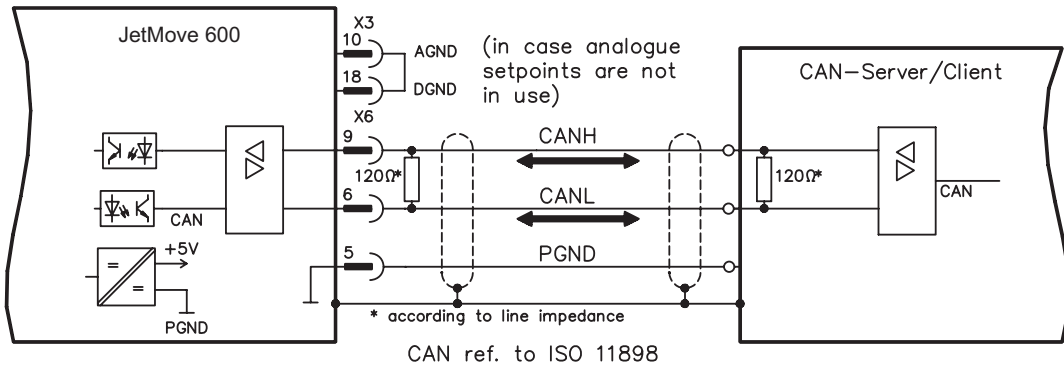 JetMove 600
X3
10
AGND
18
DGND
(in case analogue
setpoints are not
in use)
CAN-Server/Client
X6
9
CANH
120Ω*
120Ω*
6
CANL
CAN
CAN
+5V
5
PGND
=
=
PGND
* according to line impedance
CAN ref. to ISO 11898